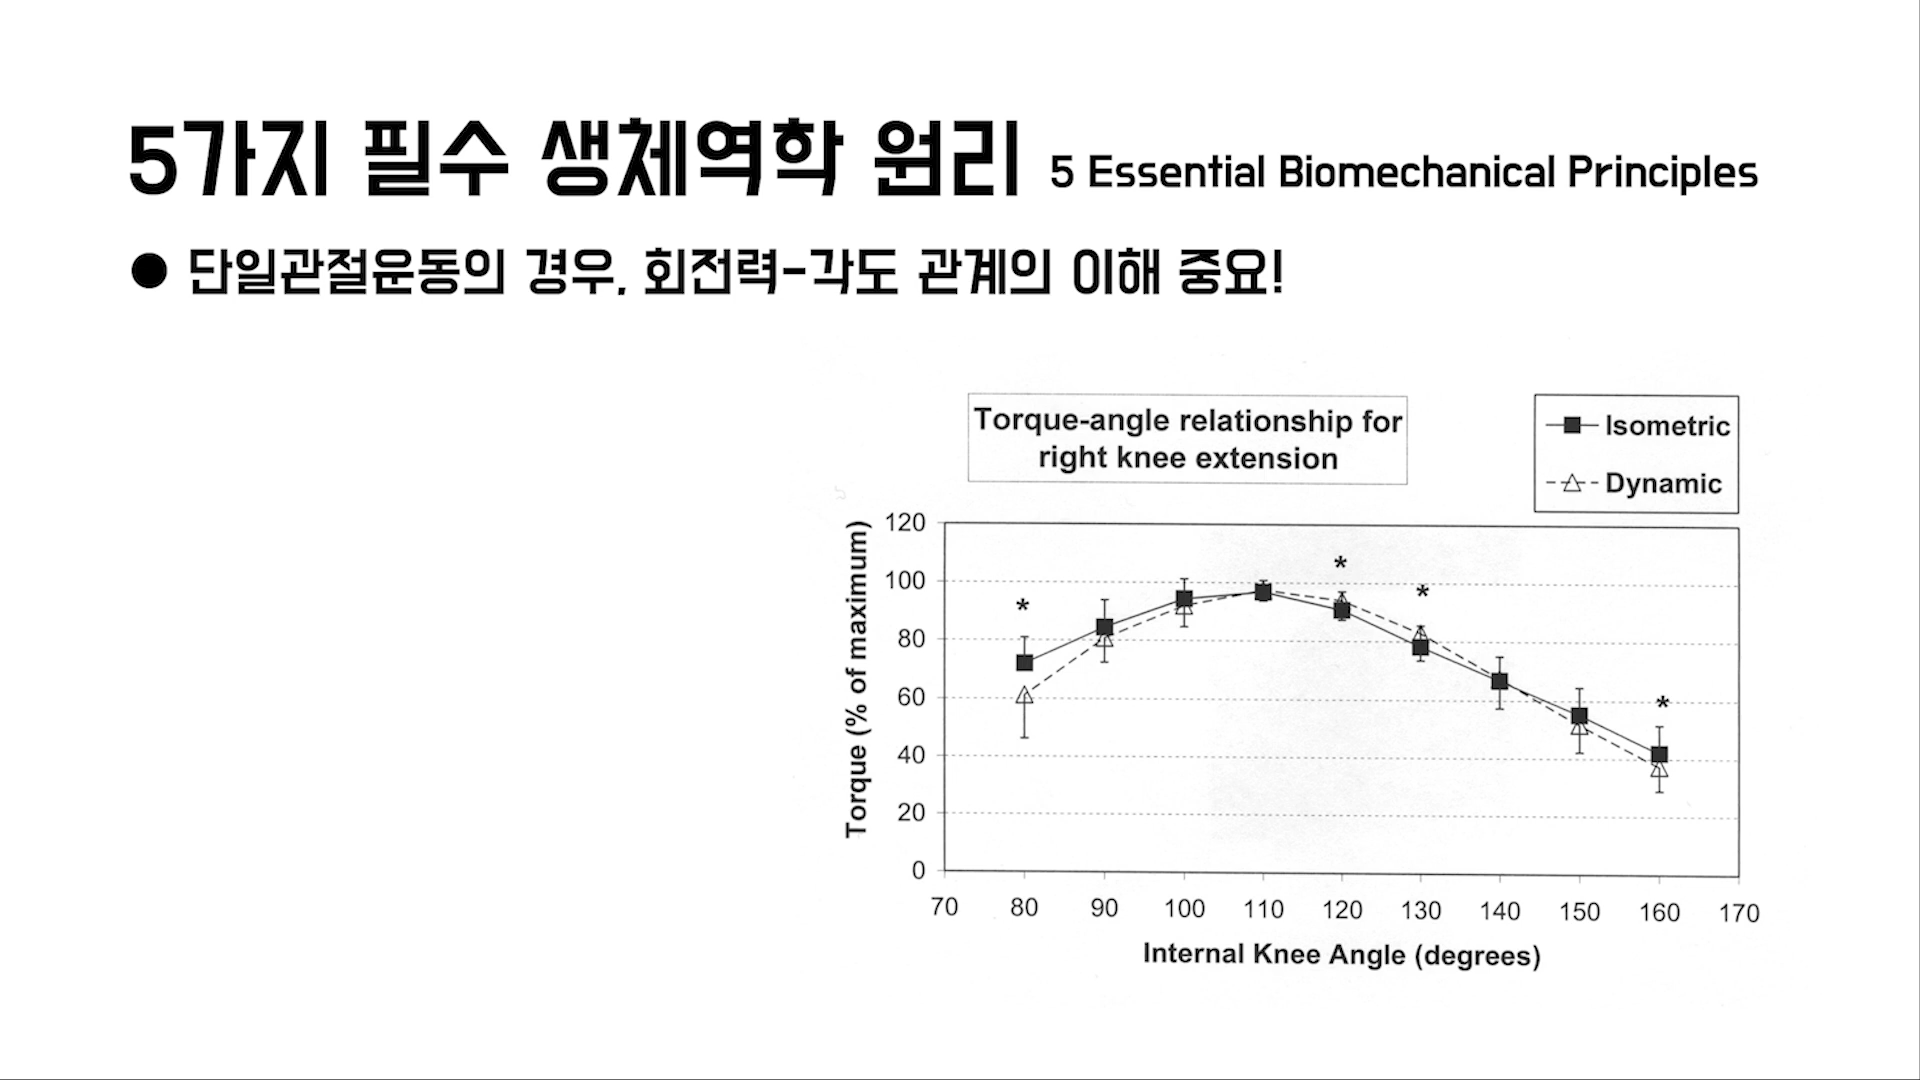 5가지 필수 생체역학 원리 5 Essential Biomechanical Principles
● 단일관절운동의 경우, 회전력-각도 관계의 이해 중요!
Torque-angle relationship for
right knee extension
Isometric
Dynamic
Torque (% of maximum)
120
100
80
60
40
20
0
* * * *
70 80 90 100 110 120 130 140 150 160 170
Internal Knee Angle (degrees)